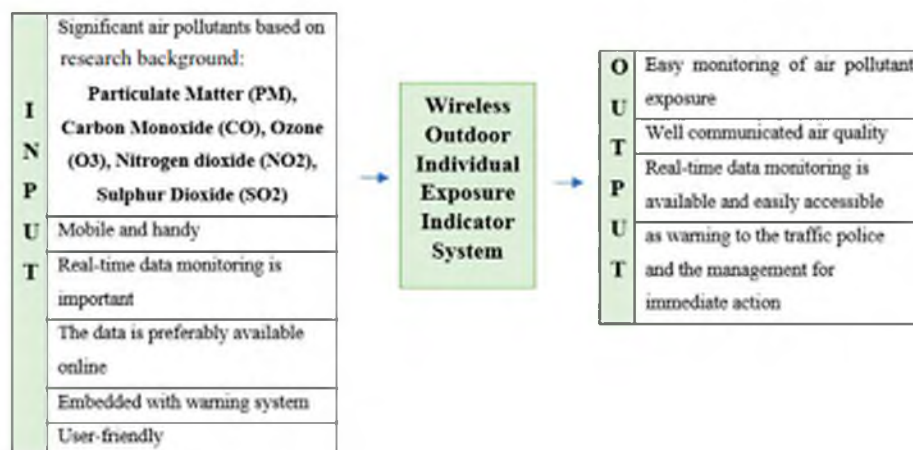 I
N
P
U
T
Significant air pollutants based on
research background:
Particulate Matter (PM),
Carbon Monoxide (CO), Ozone
(O3), Nitrogen dioxide (NO2),
Sulphur Dioxide (SO2)
Mobile and handy
Real-time data monitoring is
important
The data is preferably available
online
Embedded with warning system
User-friendly
Wireless
Outdoor
Individual
Exposure
Indicator
System
O
U
T
P
U
T
Easy monitoring of air pollutant
exposure
Well communicated air quality
Real-time data monitoring is
available and easily accessible
as warning to the traffic police
and the management for
immediate action